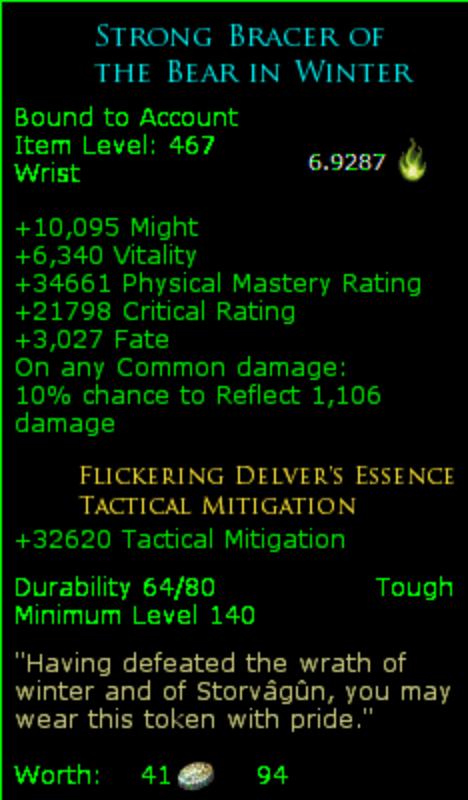 STRONG BRACER OF
THE BEAR IN WINTER
Bound to Account
Item Level: 467
6.9287
Wrist
+10,095 Might
+6,340 Vitality
+34661 Physical Mastery Rating
+21798 Critical Rating
+3,027 Fate
On any Common damage:
10% chance to Reflect 1,106
damage
FLICKERING DELVER'S ESSENCE
TACTICAL MITIGATION
+32620 Tactical Mitigation
Durability 64/80 Tough
Minimum Level 140
"Having defeated the wrath of
winter and of Storvâgûn, you may
wear this token with pride."
Worth: 41 94